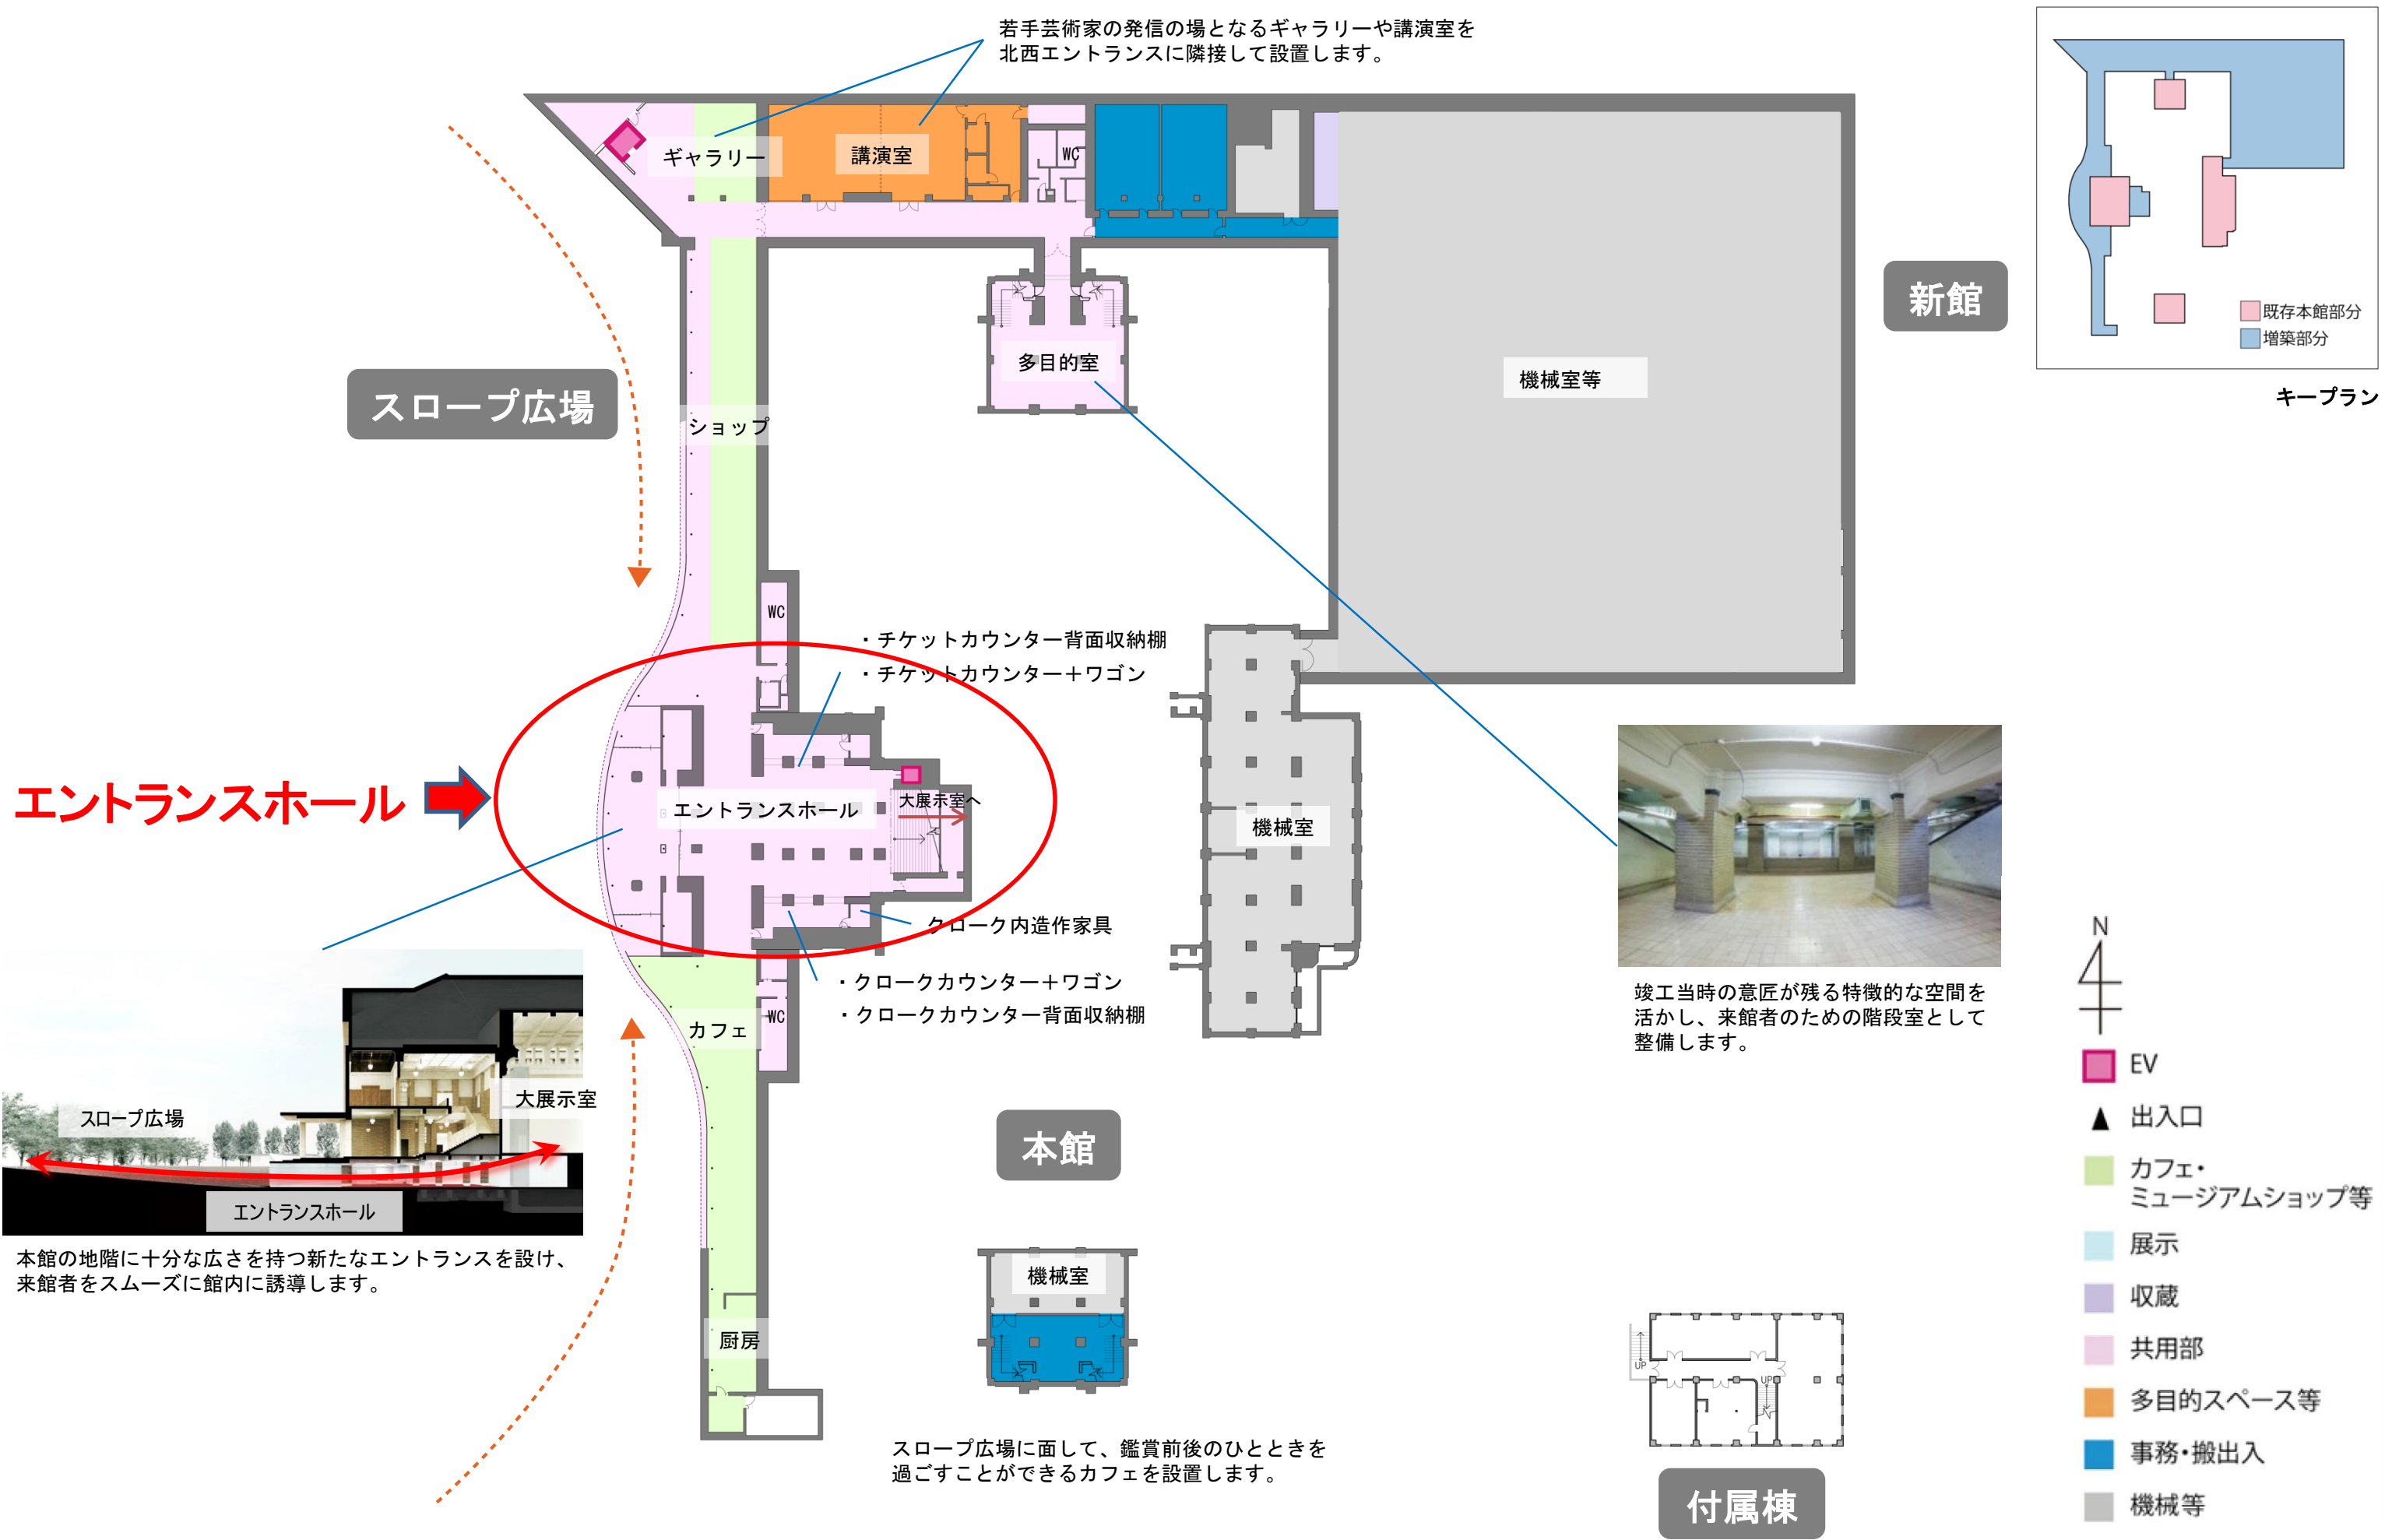 若手芸術家の発信の場となるギャラリーや講演室を
北西エントランスに隣接して設置します。
ギャラリー
講演室
WC
新館
既存本館部分
増築部分
キープラン
多目的室
機械室等
スロープ広場
ショップ
WC
・チケットカウンター背面収納棚
・チケットカウンター＋ワゴン
エントランスホール
エントランスホール
大展示室へ
機械室
クローク内造作家具
・クロークカウンター＋ワゴン
・クロークカウンター背面収納棚
カフェ
WC
竣工当時の意匠が残る特徴的な空間を
活かし、来館者のための階段室として
整備します。
大展示室
スロープ広場
エントランスホール
本館の地階に十分な広さを持つ新たなエントランスを設け、
来館者をスムーズに館内に誘導します。
本館
機械室
厨房
スロープ広場に面して、鑑賞前後のひとときを
過ごすことができるカフェを設置します。
UP
UP
付属棟
N
EV
出入口
カフェ・
ミュージアムショップ等
展示
収蔵
共用部
多目的スペース等
事務・搬出入
機械等